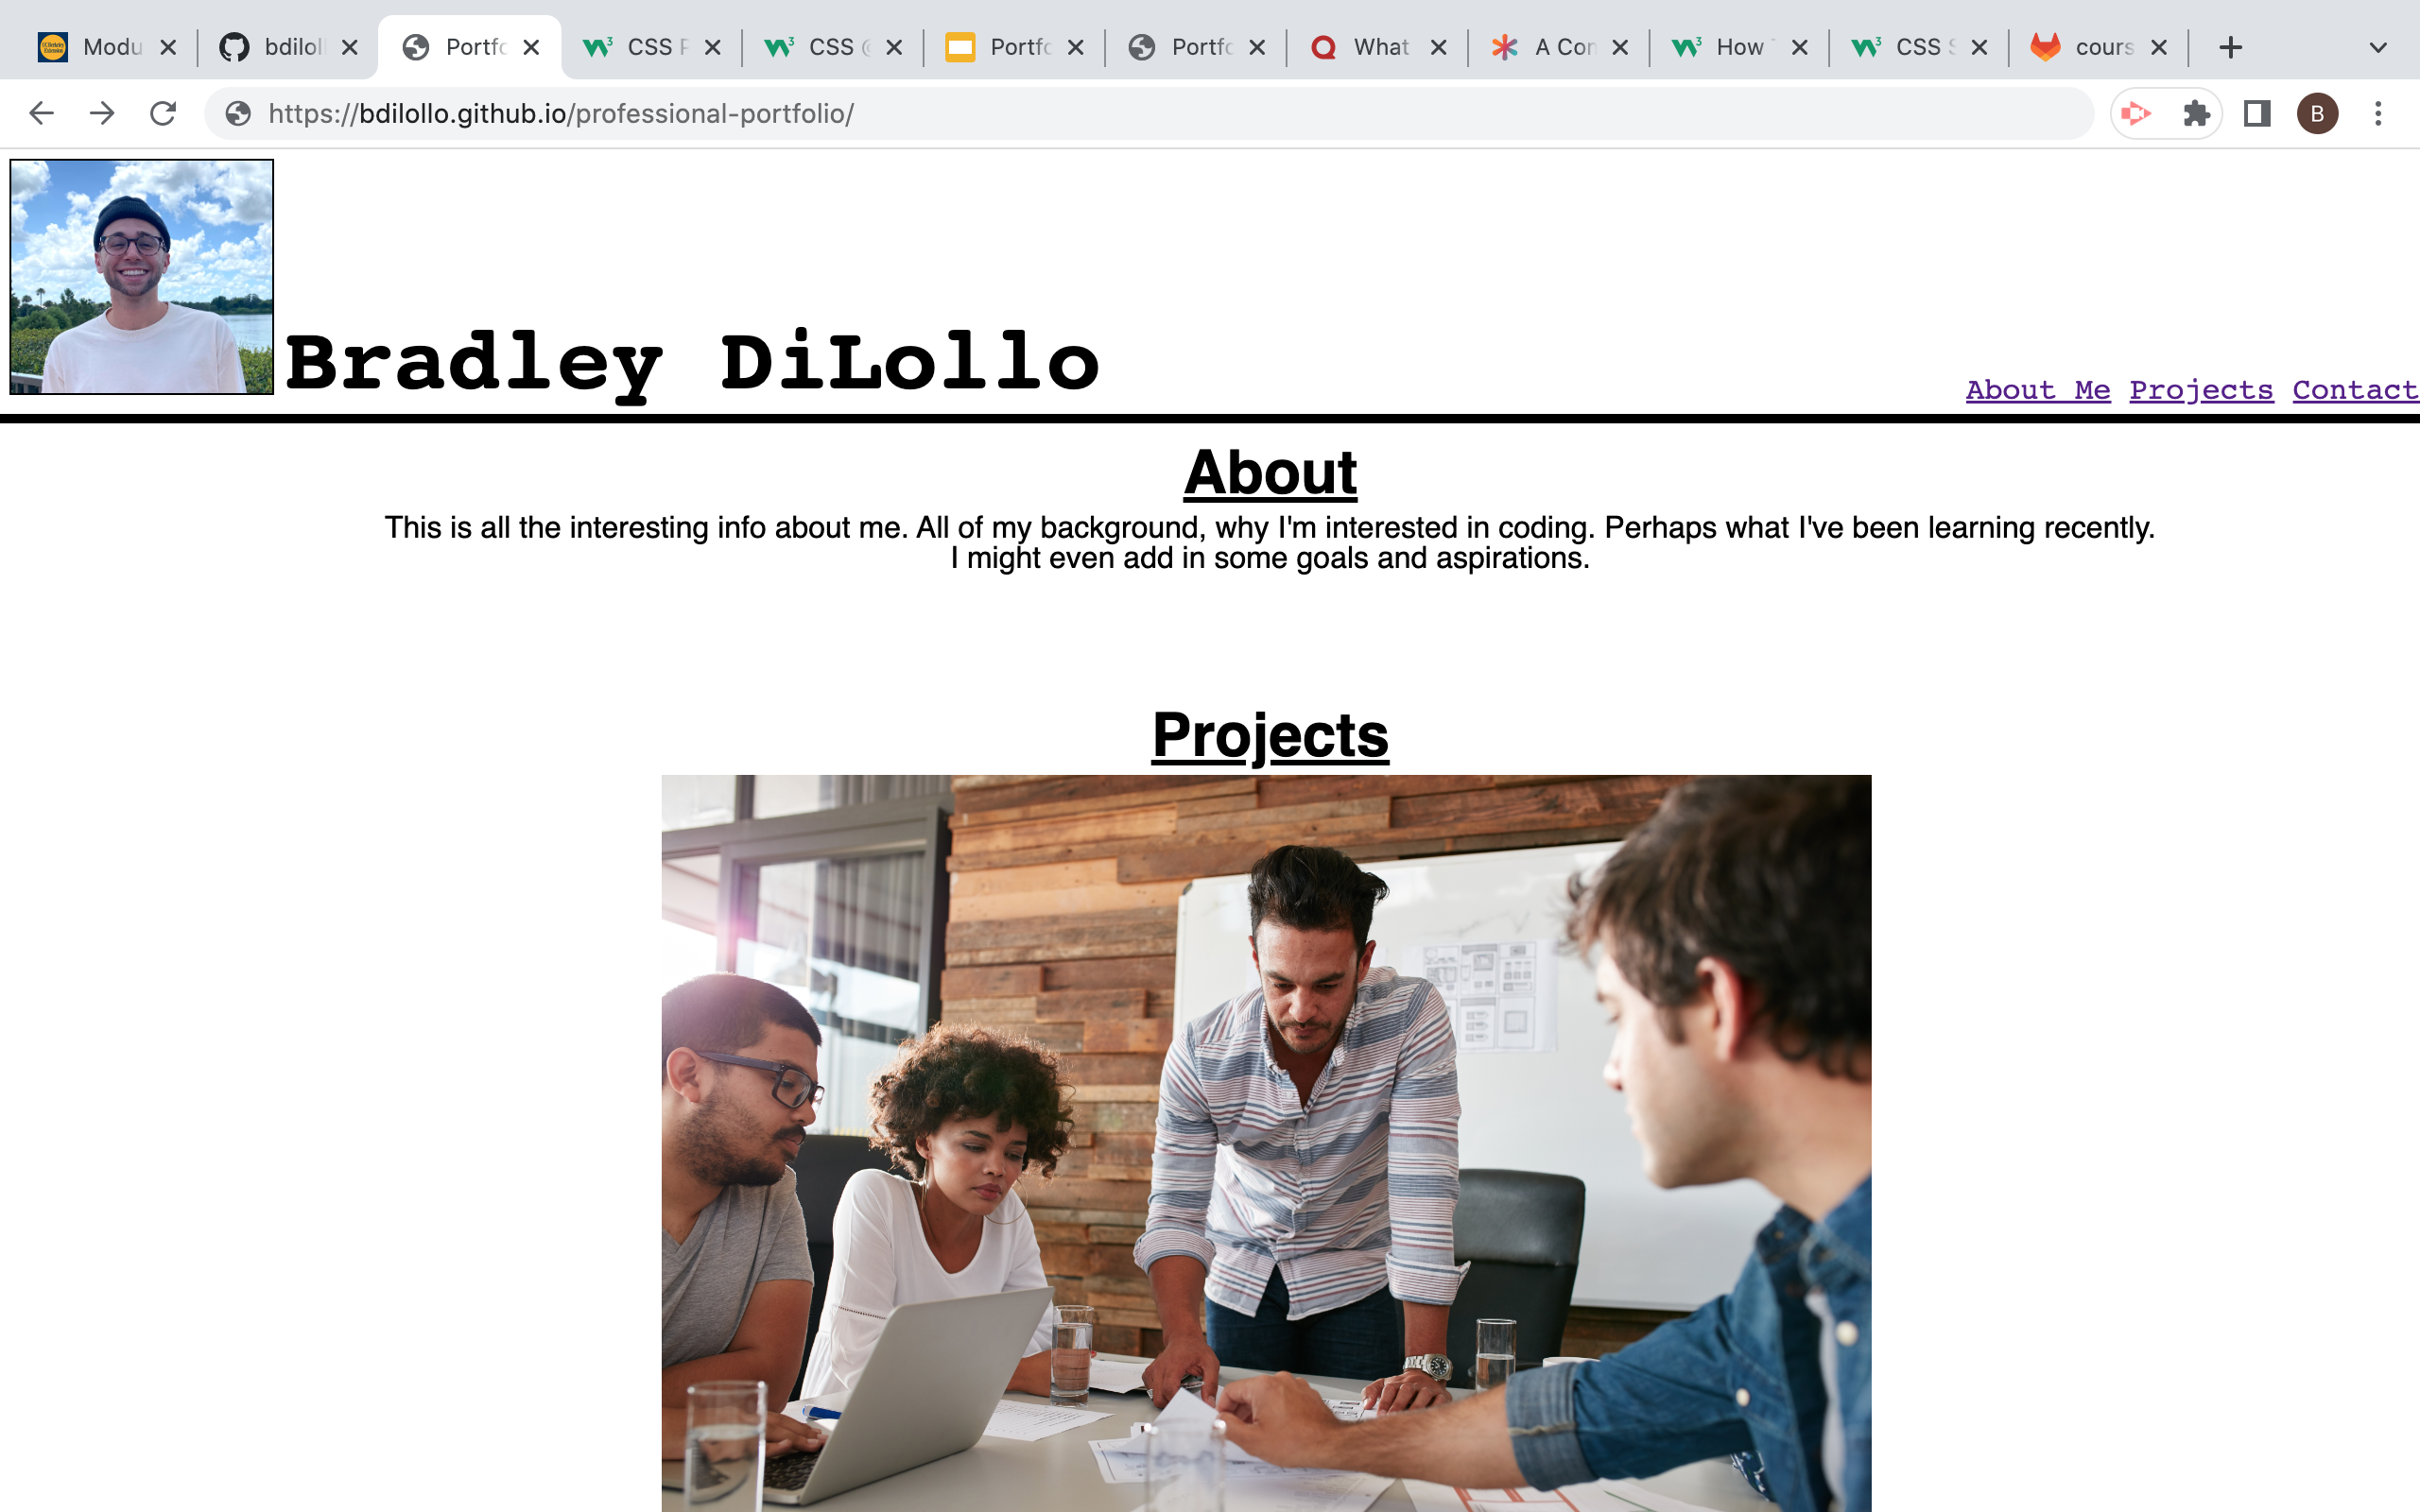 Modu
bdilol
Portfo
CSS F
CSS @
Portfo
Portfo
What
A Con
How
CSS S
cours
https://bdilollo.github.io/professional-portfolio/
B
Bradley DiLollo
About Me Projects Contact
About
This is all the interesting info about me. All of my background, why I'm interested in coding. Perhaps what I've been learning recently.
I might even add in some goals and aspirations.
Projects